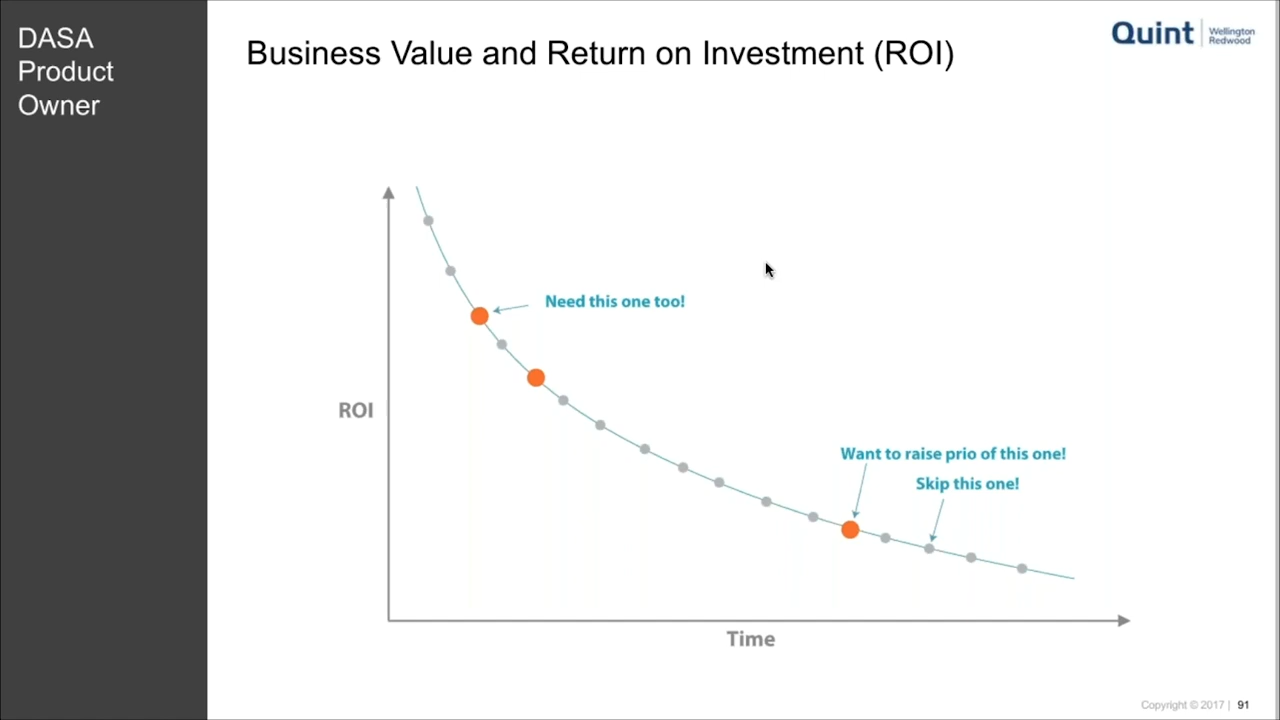 DASA
Product
Owner
Business Value and Return on Investment (ROI)
Quint Wellington
Redwood
Need this one too!
ROI
Want to raise prio of this one!
Skip this one!
Time
Copyright © 2017 | 91